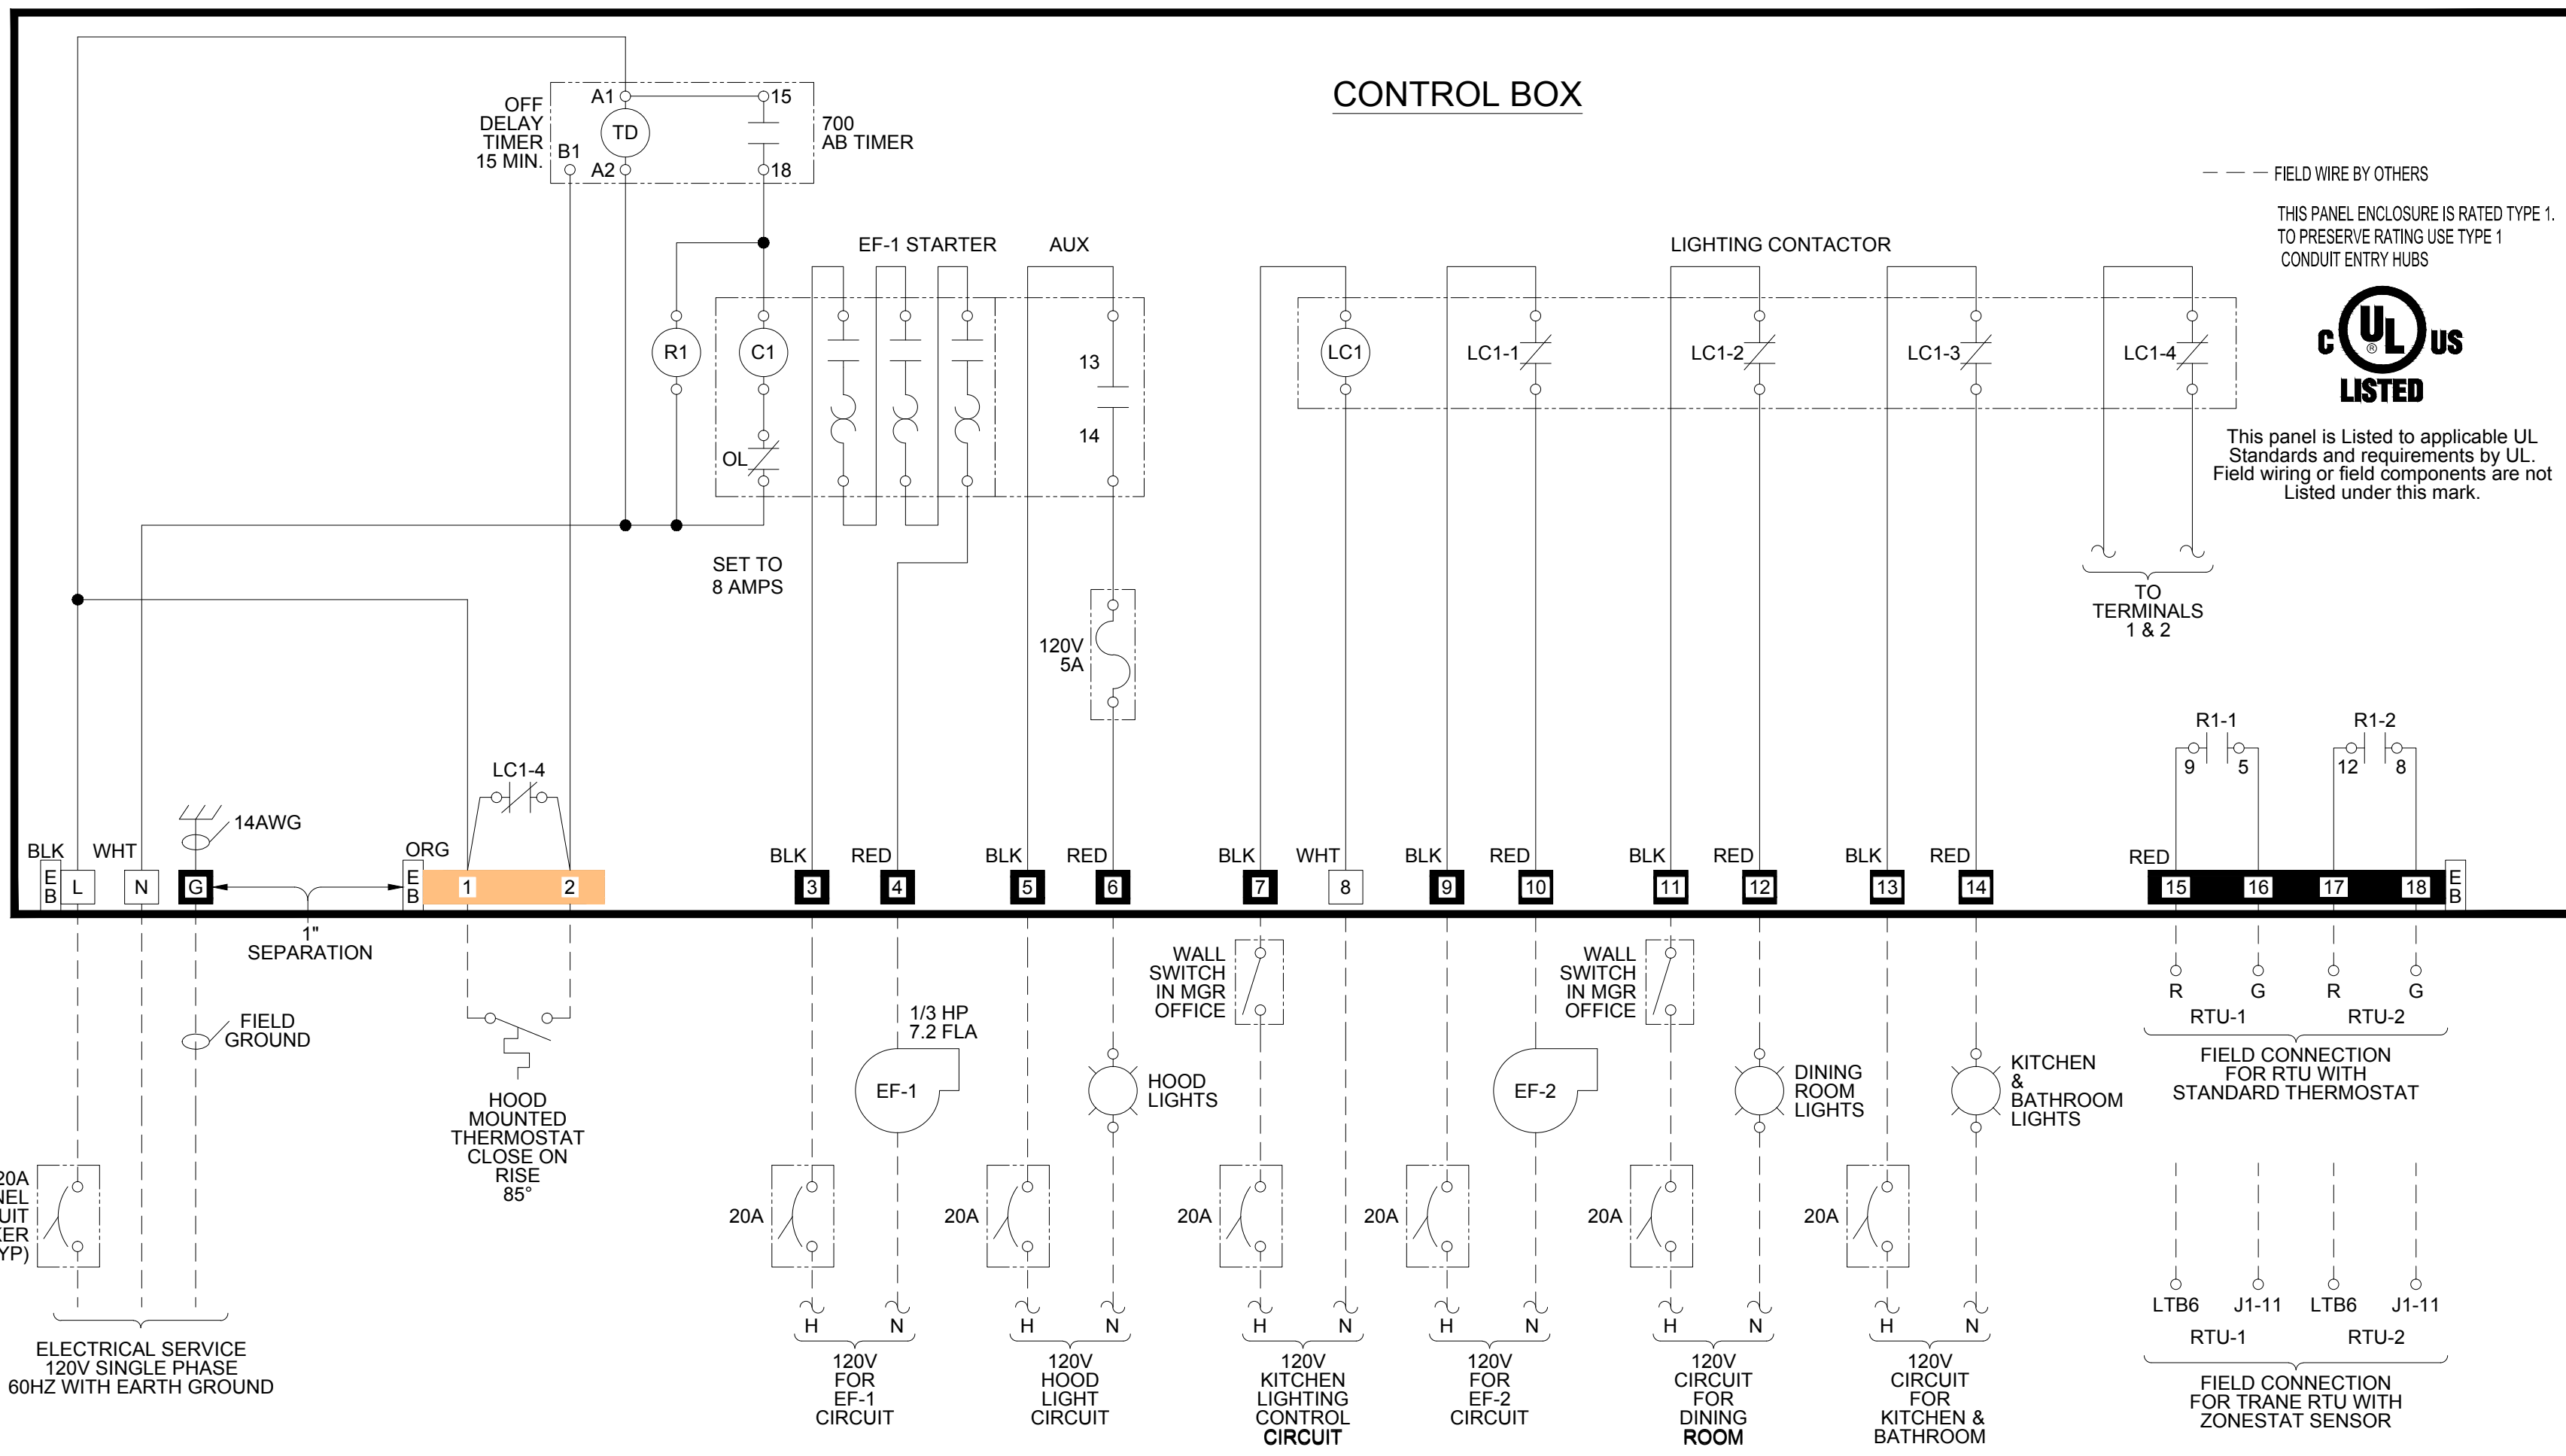 CONTROL BOX
OFF
DELAY
TIMER
15 MIN.
A1
TD
B1
A2
15
18
700
AB TIMER
FIELD WIRE BY OTHERS
THIS PANEL ENCLOSURE IS RATED TYPE 1.
TO PRESERVE RATING USE TYPE 1
CONDUIT ENTRY HUBS
C UL US
®
LISTED
This panel is Listed to applicable UL
Standards and requirements by UL.
Field wiring or field components are not
Listed under this mark.
EF-1 STARTER
AUX
LIGHTING CONTACTOR
R1
C1
OL
13
14
LC1
LC1-1
LC1-2
LC1-3
LC1-4
SET TO
8 AMPS
120V
5A
TO
TERMINALS
1 & 2
R1-1
9 5
R1-2
12 8
LC1-4
14AWG
BLK
WHT
ORG
BLK
RED
BLK
RED
BLK
WHT
BLK
RED
BLK
RED
BLK
RED
RED
EB
L
N
G
EB
1
2
3
4
5
6
7
8
9
10
11
12
13
14
15
16
17
18
EB
1"
SEPARATION
FIELD
GROUND
HOOD
MOUNTED
THERMOSTAT
CLOSE ON
RISE
85°
1/3 HP
7.2 FLA
EF-1
HOOD
LIGHTS
WALL
SWITCH
IN MGR
OFFICE
EF-2
WALL
SWITCH
IN MGR
OFFICE
DINING
ROOM
LIGHTS
KITCHEN
&
BATHROOM
LIGHTS
R G R G
RTU-1 RTU-2
FIELD CONNECTION
FOR RTU WITH
STANDARD THERMOSTAT
20A
NEL
UIT
KER
YP)
20A
20A
20A
20A
20A
20A
ELECTRICAL SERVICE
120V SINGLE PHASE
60HZ WITH EARTH GROUND
H N
120V
FOR
EF-1
CIRCUIT
H N
120V
HOOD
LIGHT
CIRCUIT
H N
120V
KITCHEN
LIGHTING
CONTROL
CIRCUIT
H N
120V
FOR
EF-2
CIRCUIT
H N
120V
CIRCUIT
FOR
DINING
ROOM
H N
120V
CIRCUIT
FOR
KITCHEN &
BATHROOM
LTB6 J1-11 LTB6 J1-11
RTU-1 RTU-2
FIELD CONNECTION
FOR TRANE RTU WITH
ZONESTAT SENSOR